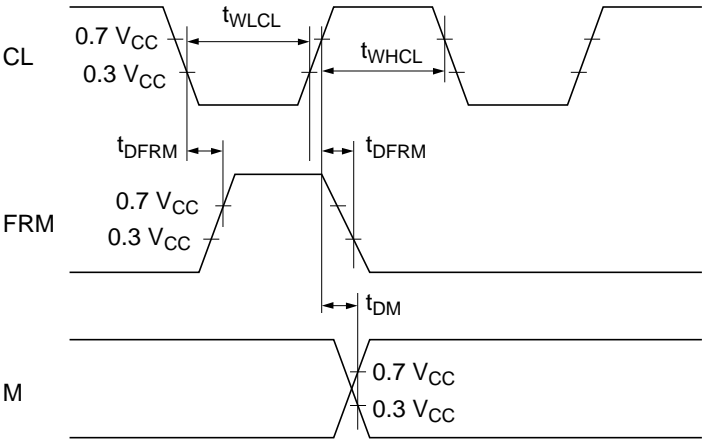 CL
0.7 VCC
0.3 VCC
tWLCL
tWHCL
tDFRM
tDFRM
FRM
0.7 VCC
0.3 VCC
tDM
M
0.7 VCC
0.3 VCC